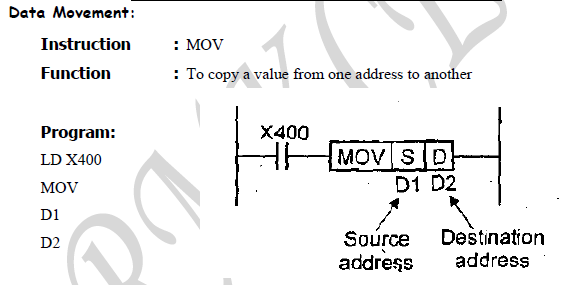 Data Movement:
Instruction : MOV
Function : To copy a value from one address to another
Program:
LD X400
MOV
D1
D2
X400
MOV S D
D1 D2
Source address
Destination address